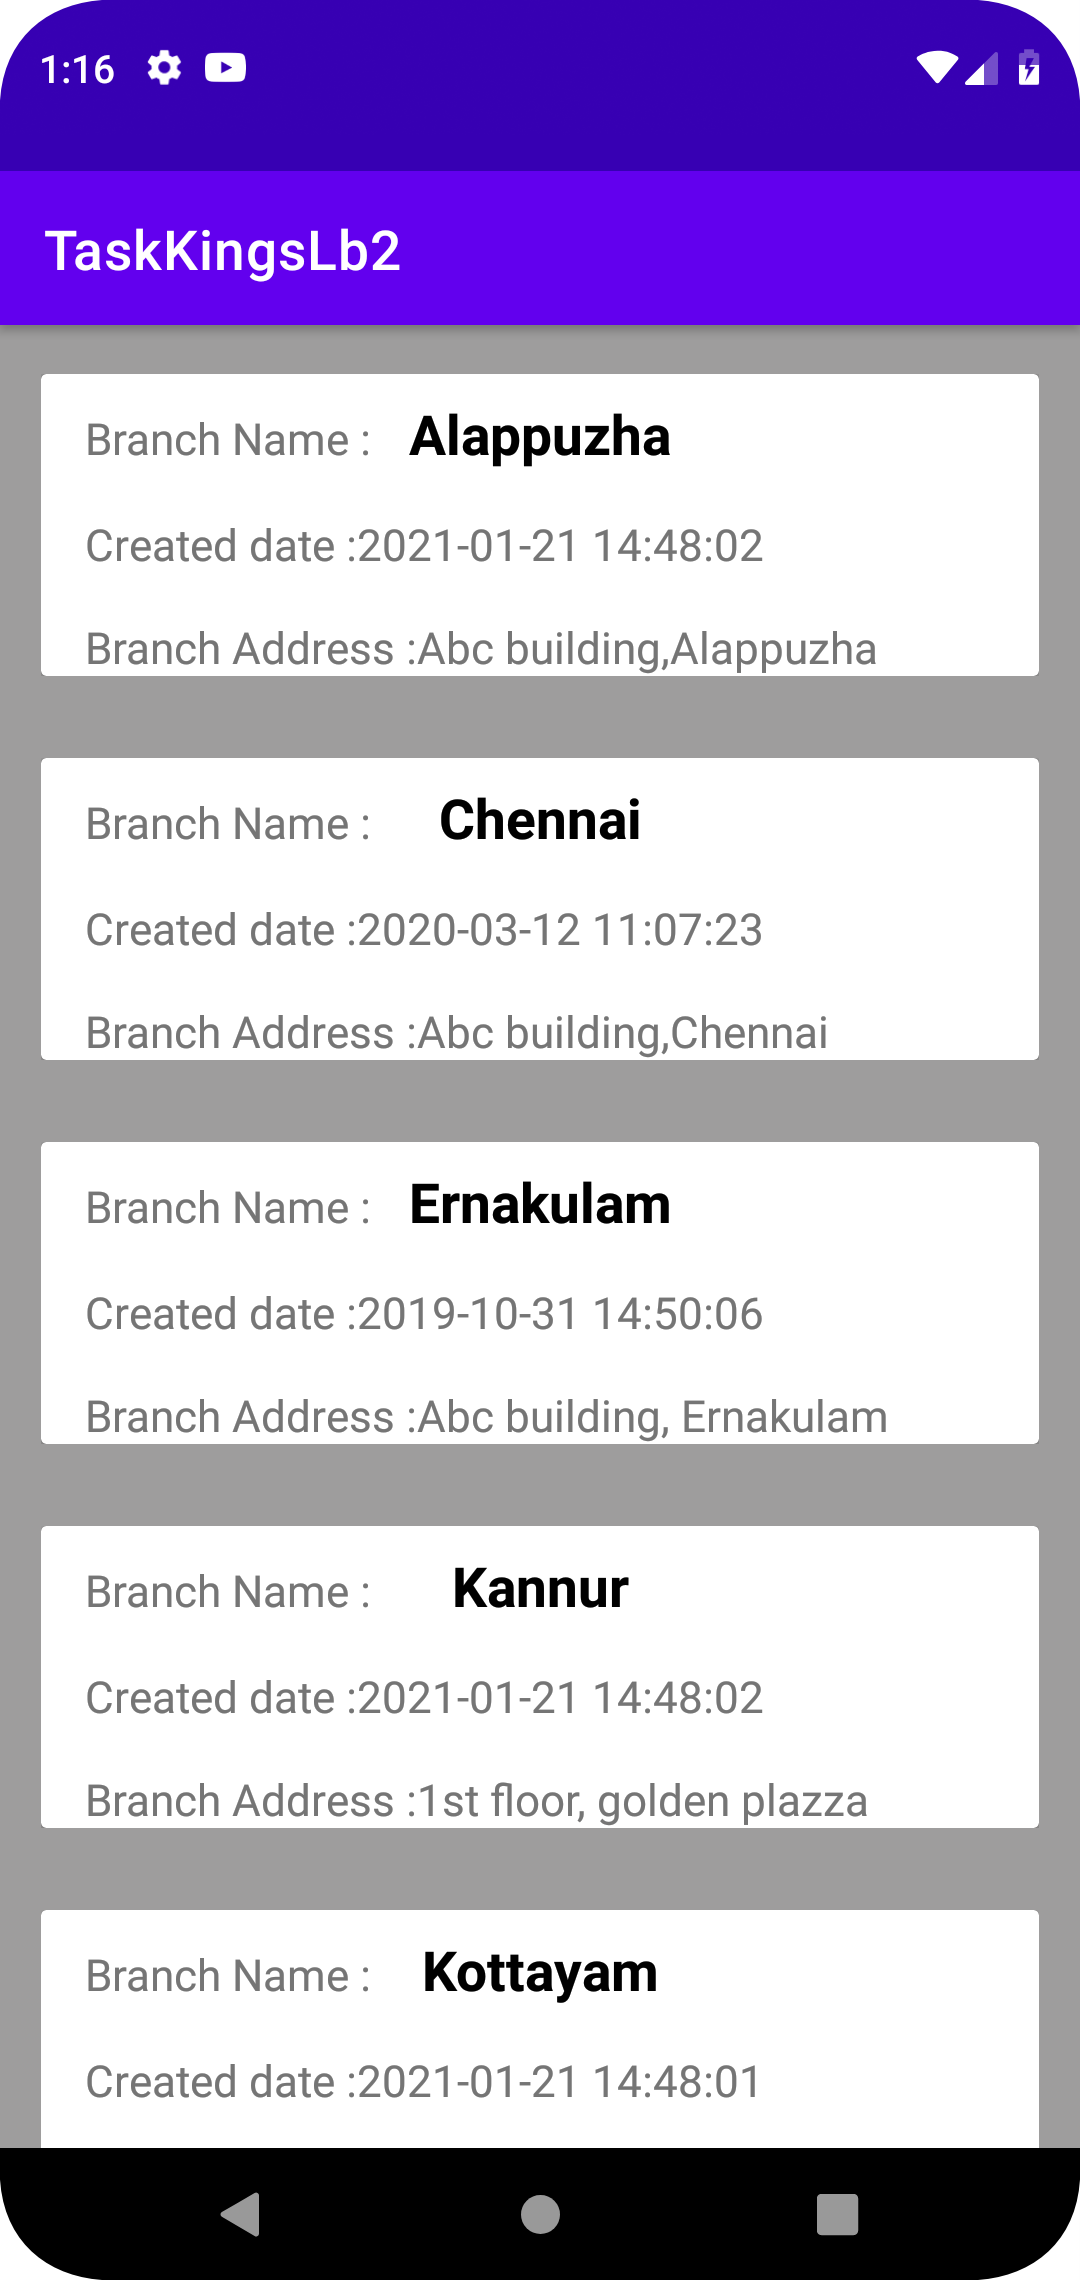 1:16
TaskKingsLb2
Branch Name : Alappuzha
Created date :2021-01-21 14:48:02
Branch Address :Abc building,Alappuzha
Branch Name : Chennai
Created date :2020-03-12 11:07:23
Branch Address :Abc building,Chennai
Branch Name : Ernakulam
Created date :2019-10-31 14:50:06
Branch Address :Abc building, Ernakulam
Branch Name : Kannur
Created date :2021-01-21 14:48:02
Branch Address :1st floor, golden plazza
Branch Name : Kottayam
Created date :2021-01-21 14:48:01